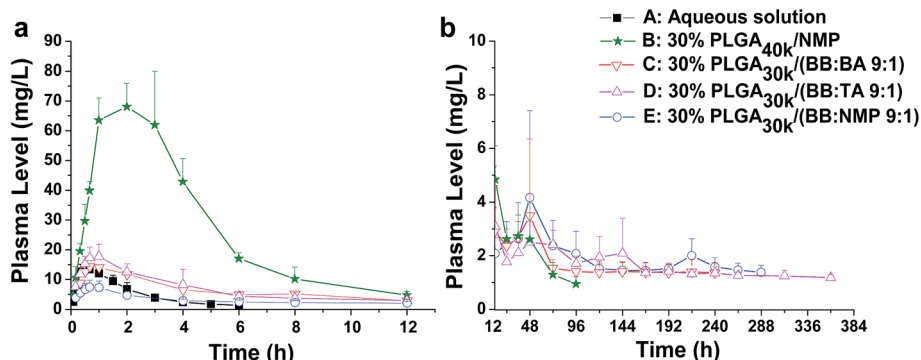 a
90
80
70
60
50
40
30
20
10
0
Plasma Level (mg/L)
0 2 4 6 8 10 12
Time (h)
b
A: Aqueous solution
B: 30% PLGA40k/NMP
C: 30% PLGA30k/(BB:BA 9:1)
D: 30% PLGA30k/(BB:TA 9:1)
E: 30% PLGA30k/(BB:NMP 9:1)
10
8
6
4
2
0
Plasma Level (mg/L)
12 48 96 144 192 240 288 336 384
Time (h)